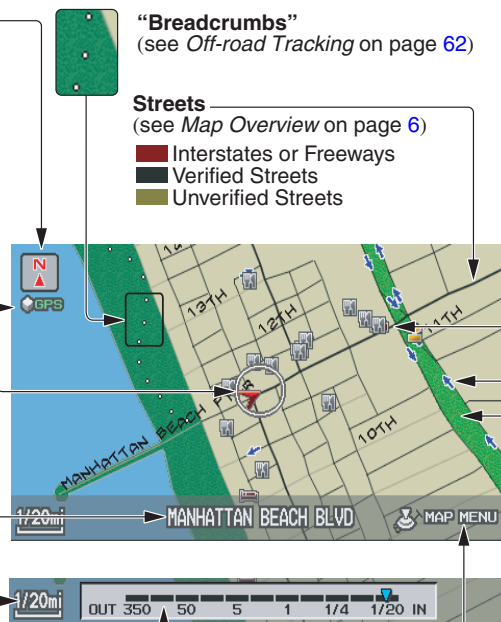 “Breadcrumbs”
(see Off-road Tracking on page 62)
Streets
(see Map Overview on page 6)
Interstates or Freeways
Verified Streets
Unverified Streets
N
GPS
13TH
12TH
11TH
10TH
MANHATTAN BEACH PIER
1/20mi
MANHATTAN BEACH BLVD
MAP MENU
1/20mi
OUT 350 50 5 1 1/4 1/20 IN